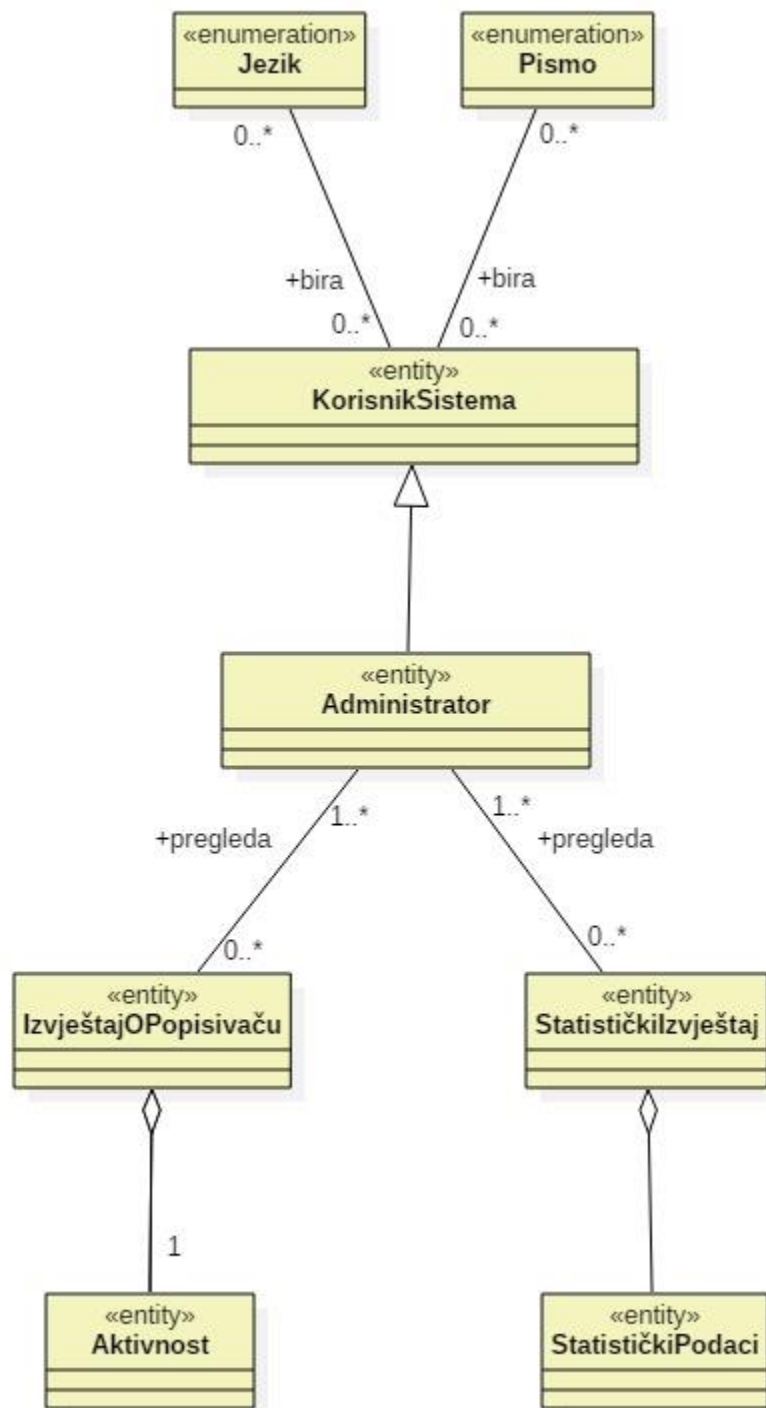 «enumeration»
Jezik
«enumeration»
Pismo
0..*
0..*
+bira
+bira
0..*
0..*
«entity»
KorisnikSistema
«entity»
Administrator
1..*
1..*
+pregleda
+pregleda
0..*
0..*
«entity»
IzvještajOPopisivaču
«entity»
StatističkiIzvještaj
1
«entity»
Aktivnost
«entity»
StatističkiPodaci